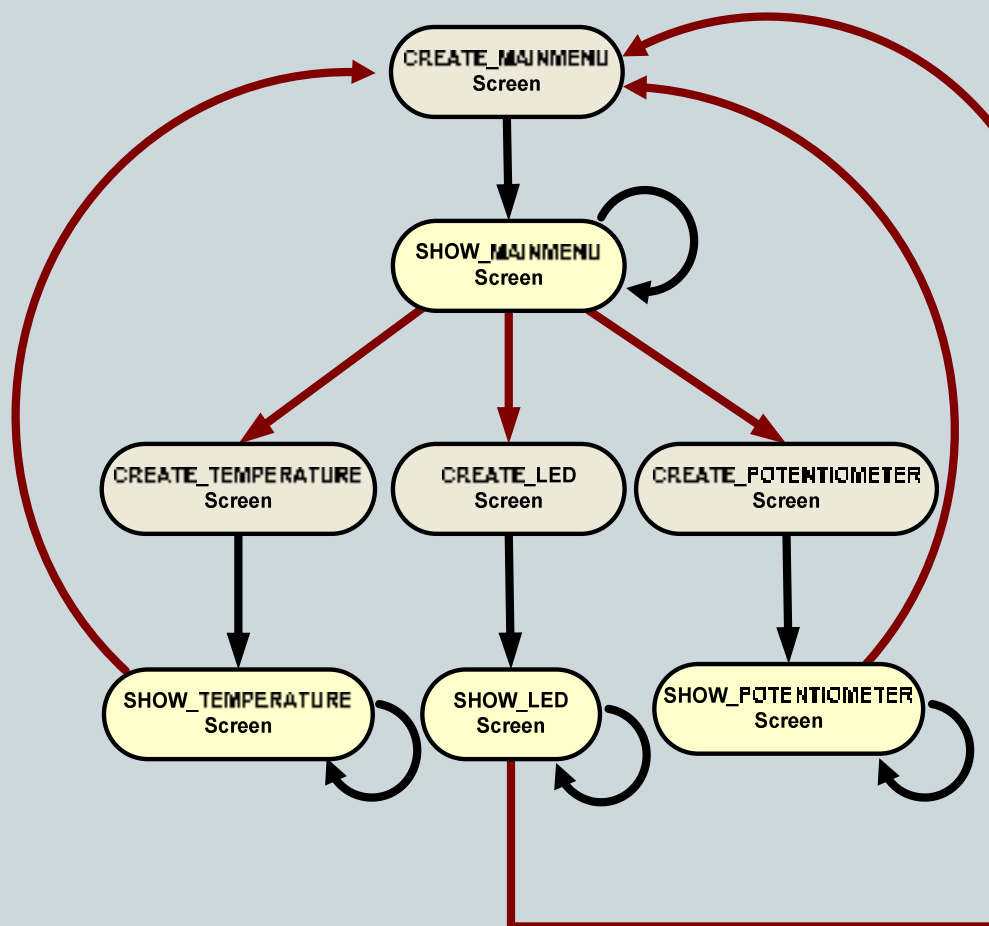 CREATE_MAINMENU
Screen
SHOW_MAINMENU
Screen
CREATE_TEMPERATURE
Screen
CREATE_LED
Screen
CREATE_POTENTIOMETER
Screen
SHOW_TEMPERATURE
Screen
SHOW_LED
Screen
SHOW_POTENTIOMETER
Screen